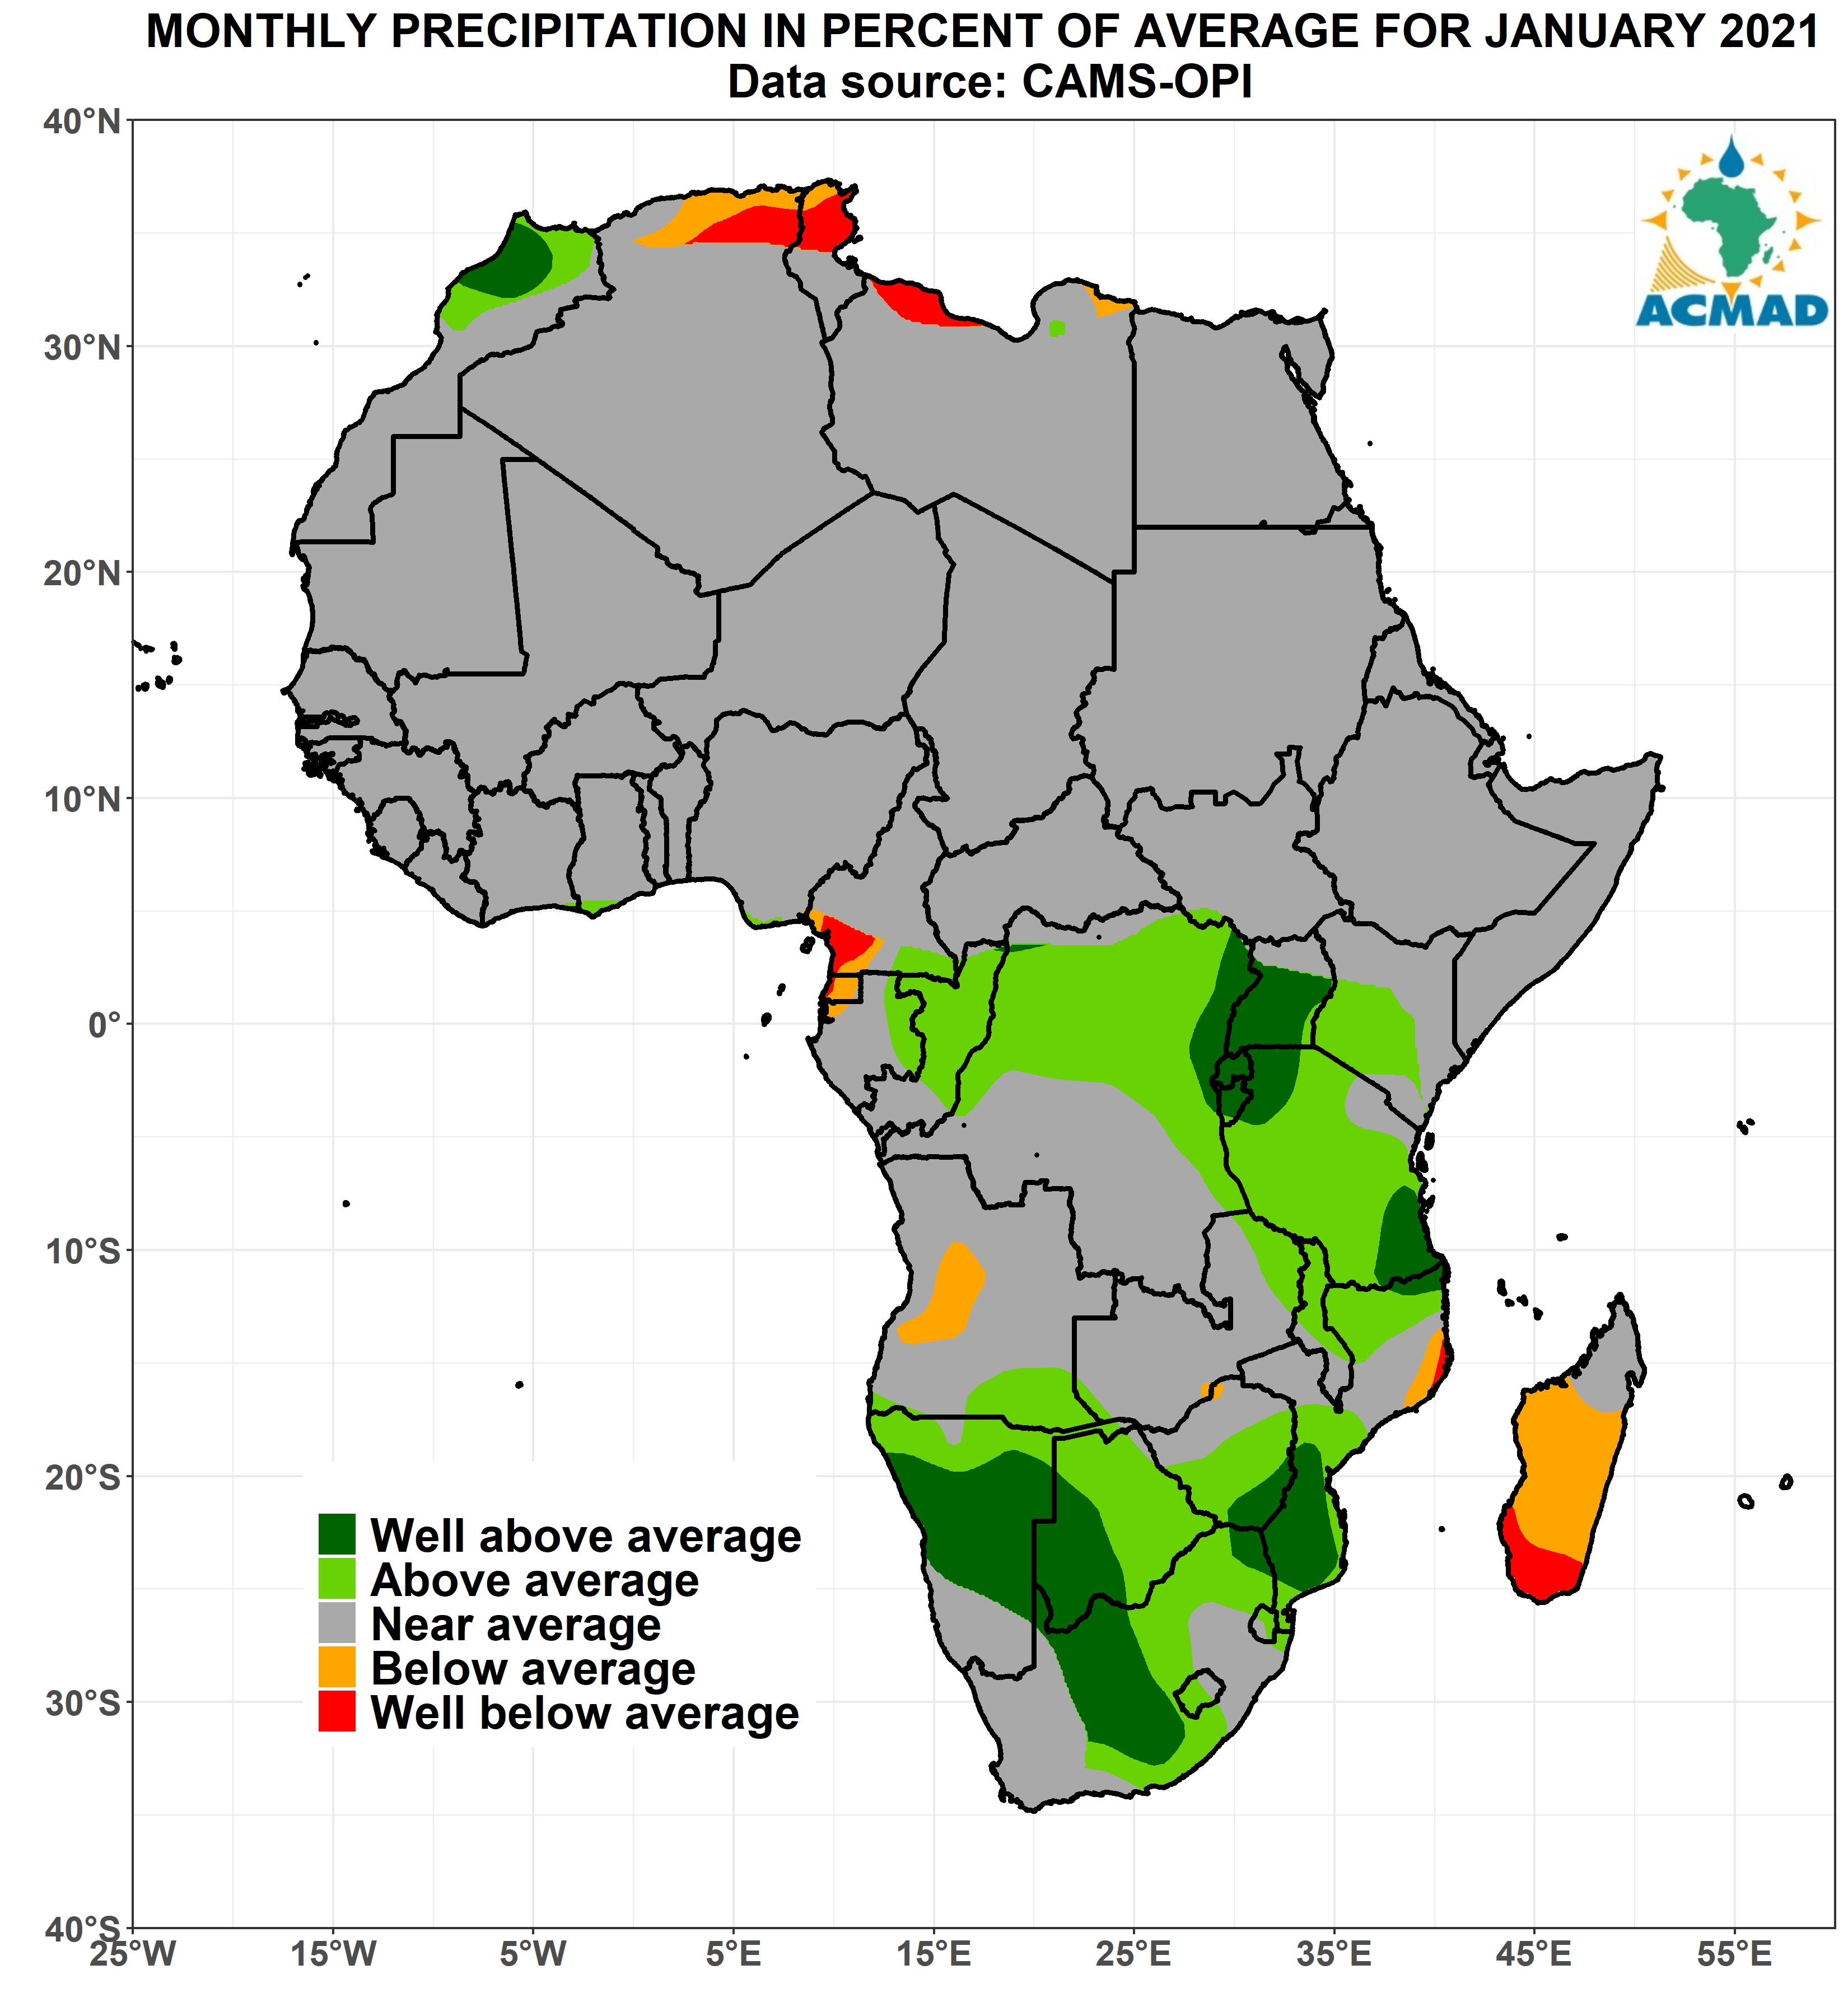 MONTHLY PRECIPITATION IN PERCENT OF AVERAGE FOR JANUARY 2021
Data source: CAMS-OPI
40°N
ACMAD
30°N
20°N
10°N
0°
10°S
20°S
Well above average
Above average
Near average
Below average
Well below average
30°S
40°S
25°W 15°W 5°W 5°E 15°E 25°E 35°E 45°E 55°E